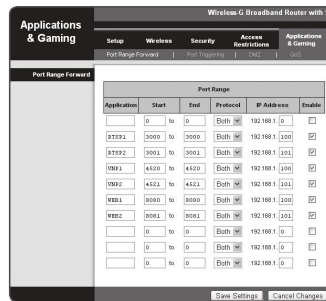 Wireless-G Broadband Router with
Applications & Gaming
Setup Wireless Security Access Restrictions Applications & Gaming
Port Range Forward | Port Triggering | DMZ | QoS
Port Range Forward
Port Range
Application Start End Protocol IP Address Enable
0 to 0 Both 192.168.1. 0
RTSP1 3000 to 3000 Both 192.168.1. 100
RTSP2 3001 to 3001 Both 192.168.1. 101
VNP1 4520 to 4520 Both 192.168.1. 100
VNP2 4521 to 4521 Both 192.168.1. 101
WEB1 8080 to 8080 Both 192.168.1. 100
WEB2 8081 to 8081 Both 192.168.1. 101
0 to 0 Both 192.168.1. 0
0 to 0 Both 192.168.1. 0
0 to 0 Both 192.168.1. 0
Save Settings Cancel Changes